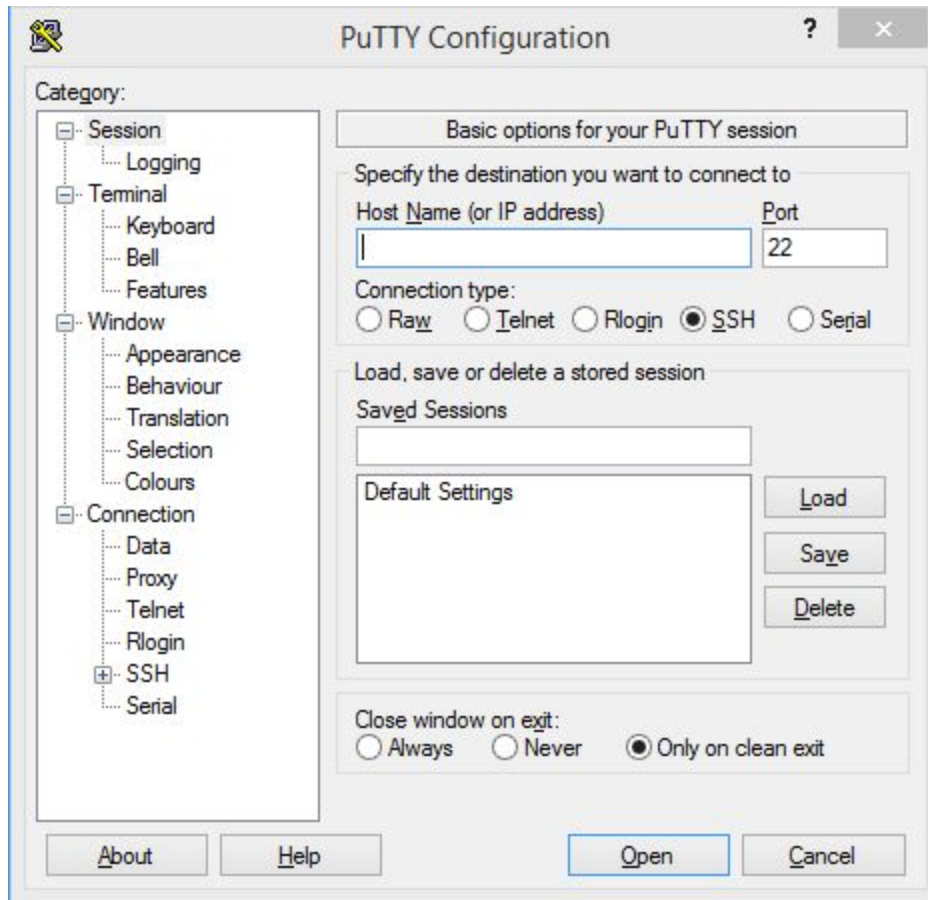 PuTTY Configuration
?
Category:
Session
Logging
Terminal
Keyboard
Bell
Features
Window
Appearance
Behaviour
Translation
Selection
Colours
Connection
Data
Proxy
Telnet
Rlogin
SSH
Serial
Basic options for your PuTTY session
Specify the destination you want to connect to
Host Name (or IP address) Port
22
Connection type:
Raw Telnet Rlogin SSH Serial
Load, save or delete a stored session
Saved Sessions
Default Settings
Load
Save
Delete
Close window on exit:
Always Never Only on clean exit
About Help Open Cancel